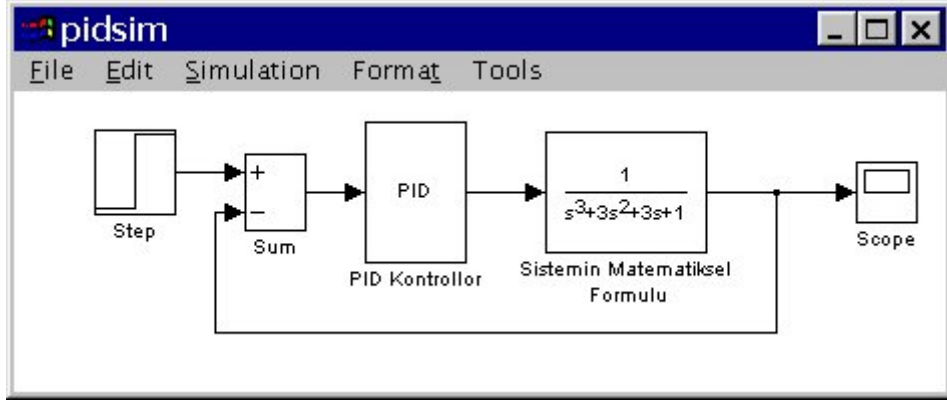 pidsim
File Edit Simulation Format Tools
+
−
Step
Sum
PID
PID Kontrollor
1
s³+3s²+3s+1
Sistemin Matematiksel
Formulu
Scope